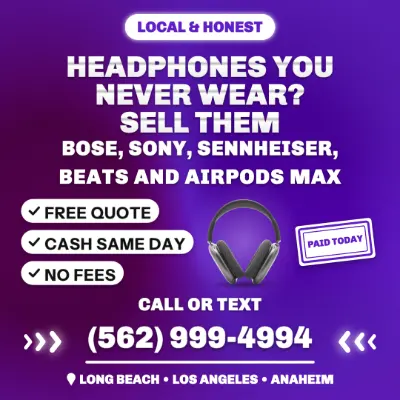 LOCAL & HONEST
HEADPHONES YOU
NEVER WEAR?
SELL THEM
BOSE, SONY, SENNHEISER,
BEATS AND AIRPODS MAX
FREE QUOTE
CASH SAME DAY
NO FEES
PAID TODAY
CALL OR TEXT
(562) 999-4994
LONG BEACH • LOS ANGELES • ANAHEIM